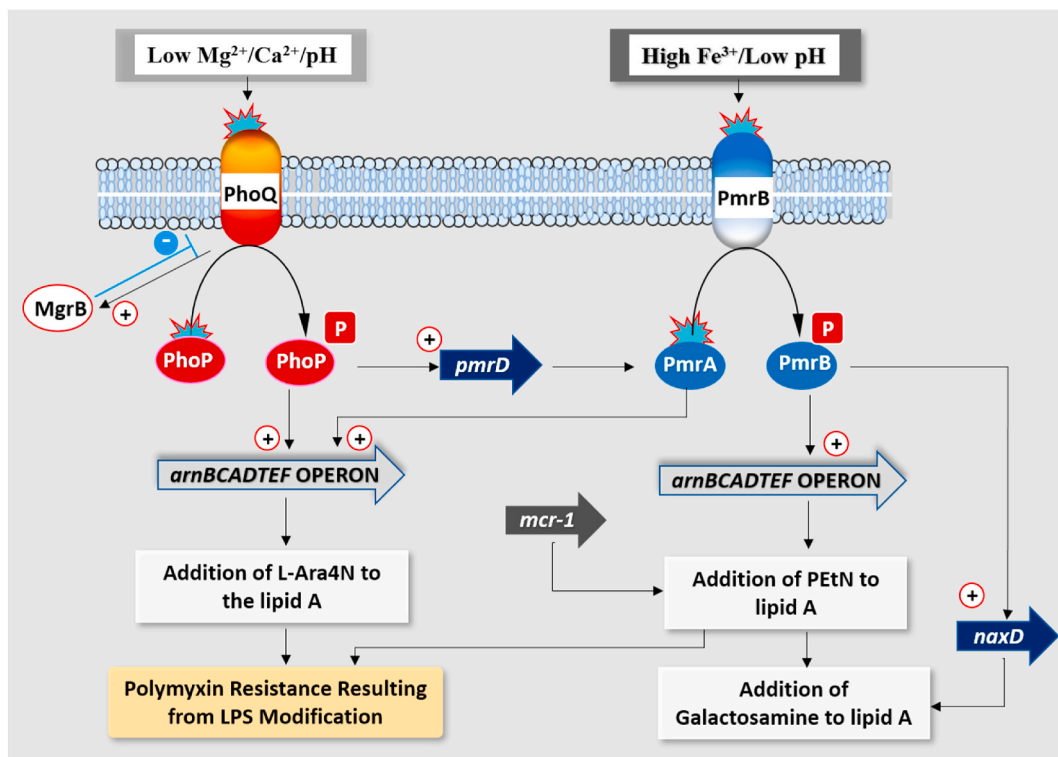 Low Mg²⁺/Ca²⁺/pH
High Fe³⁺/Low pH
PhoQ
PmrB
-
MgrB
+
P
P
PhoP
PhoP
+
pmrD
PmrA
PmrB
+
+
+
arnBCADTEF OPERON
arnBCADTEF OPERON
mcr-1
Addition of L-Ara4N to
the lipid A
Addition of PEtN to
lipid A
+
naxD
Polymyxin Resistance Resulting
from LPS Modification
Addition of
Galactosamine to lipid A